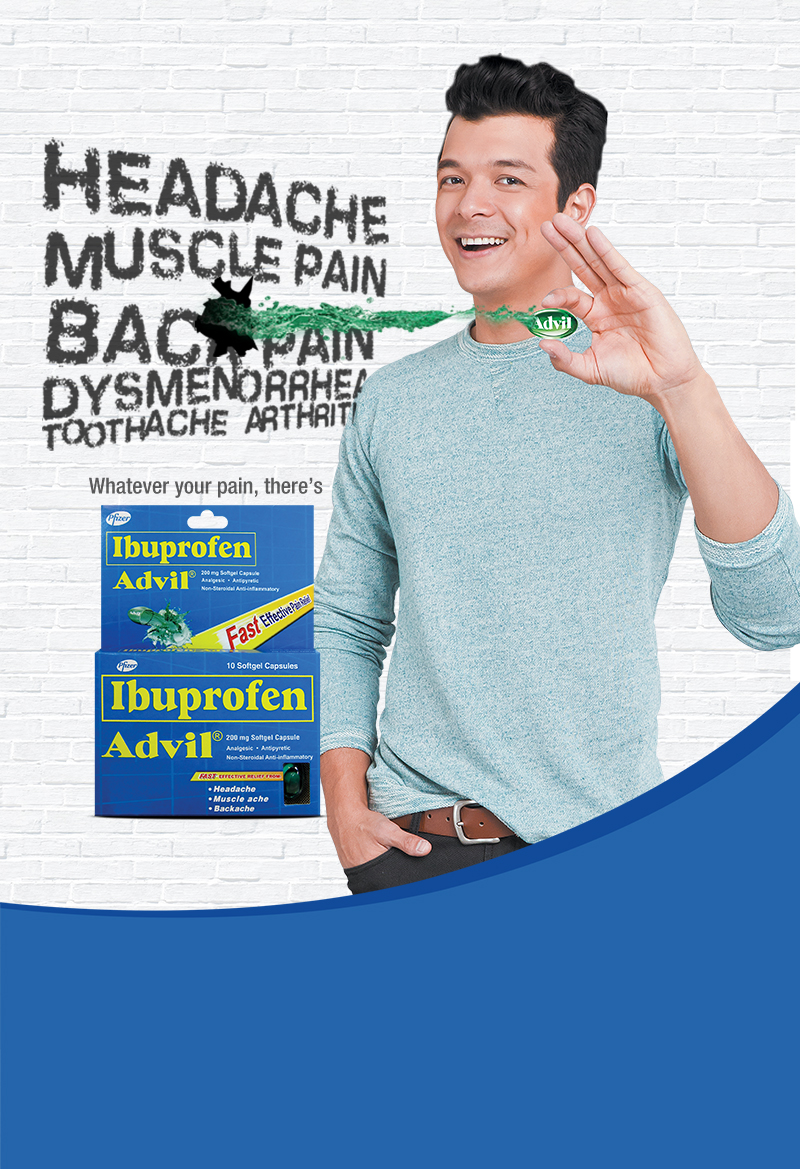 HEADACHE
MUSCLE PAIN
BACK PAIN
DYSMENORRHEA
TOOTHACHE ARTHRITI
Advil
Whatever your pain, there's
Pfizer
Ibuprofen
Advil®
200 mg Softgel Capsule
Analgesic • Antipyretic
Non-Steroidal Anti-inflammatory
Fast Effective Pain Relief
Pfizer
10 Softgel Capsules
Ibuprofen
Advil®
200 mg Softgel Capsule
Analgesic • Antipyretic
Non-Steroidal Anti-inflammatory
FAST EFFECTIVE RELIEF FROM
• Headache
• Muscle ache
• Backache